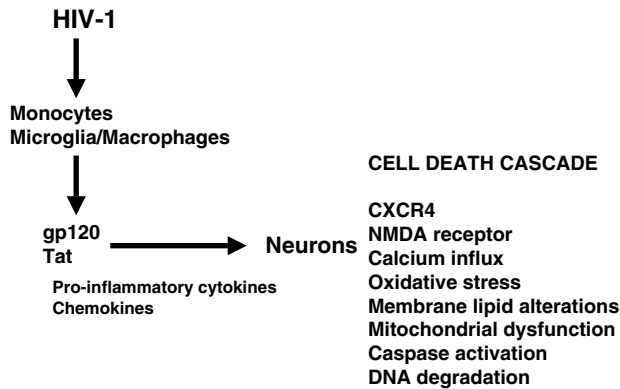 HIV-1
Monocytes
Microglia/Macrophages
gp120
Tat
Pro-inflammatory cytokines
Chemokines
Neurons
CELL DEATH CASCADE
CXCR4
NMDA receptor
Calcium influx
Oxidative stress
Membrane lipid alterations
Mitochondrial dysfunction
Caspase activation
DNA degradation